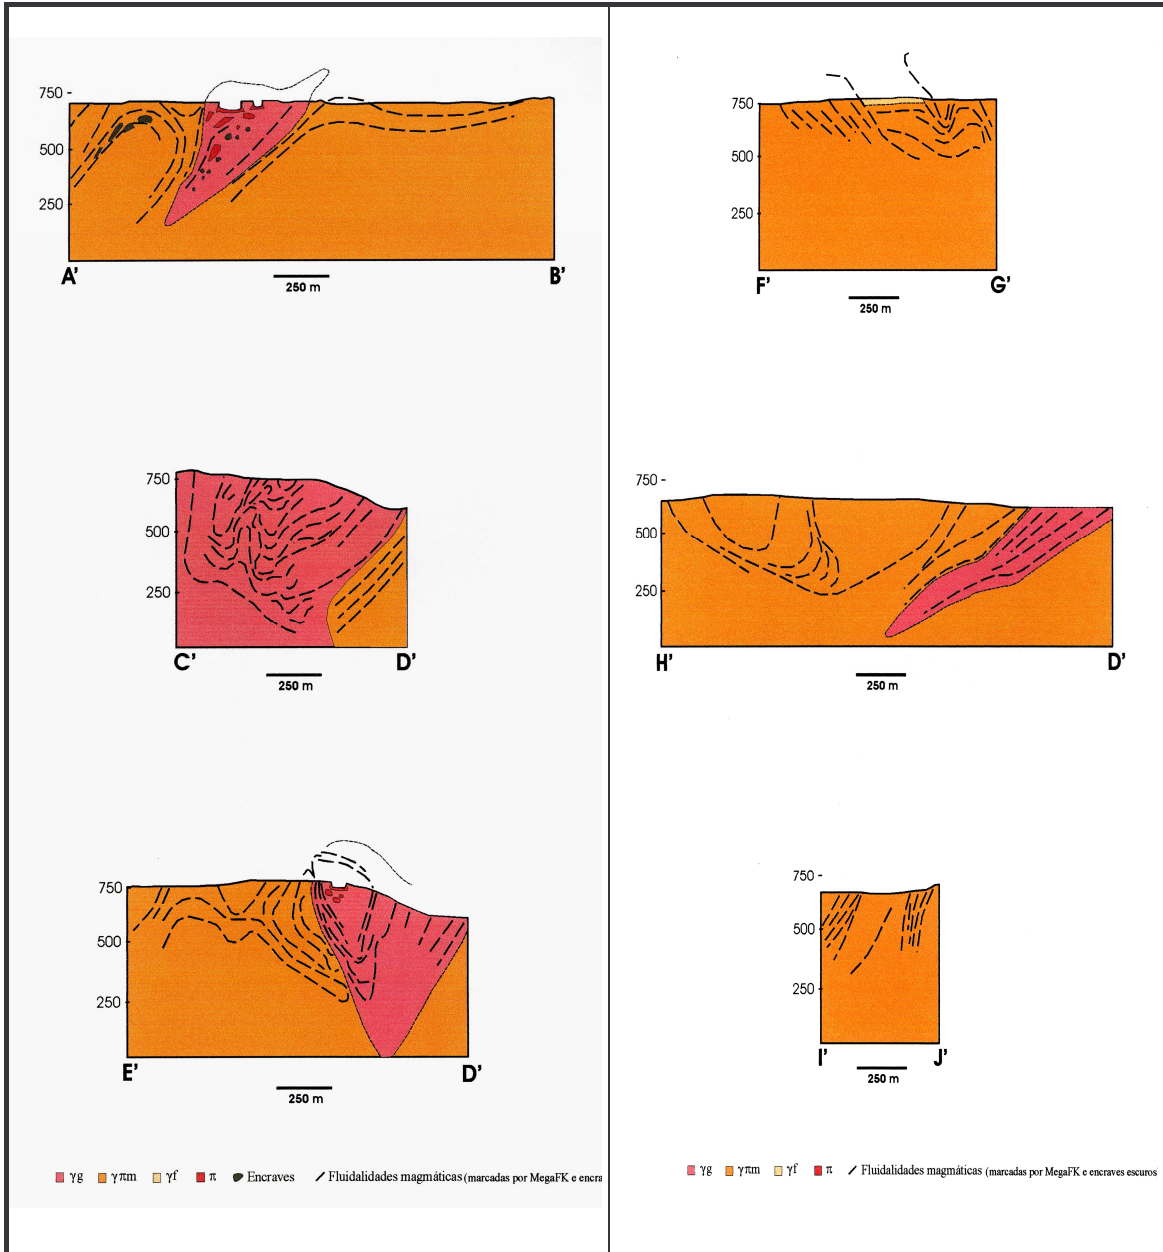 750
500
250
A' B'
250 m
750
500
250
C' D'
250 m
750
500
250
E' D'
250 m
γg γπm γf π Encraves Fluidalidades magmáticas (marcadas por MegaFK e encra
750
500
250
F' G'
250 m
750
500
250
H' D'
250 m
750
500
250
I' J'
250 m
γg γπm γf π Fluidalidades magmáticas (marcadas por MegaFK e encraves escuros